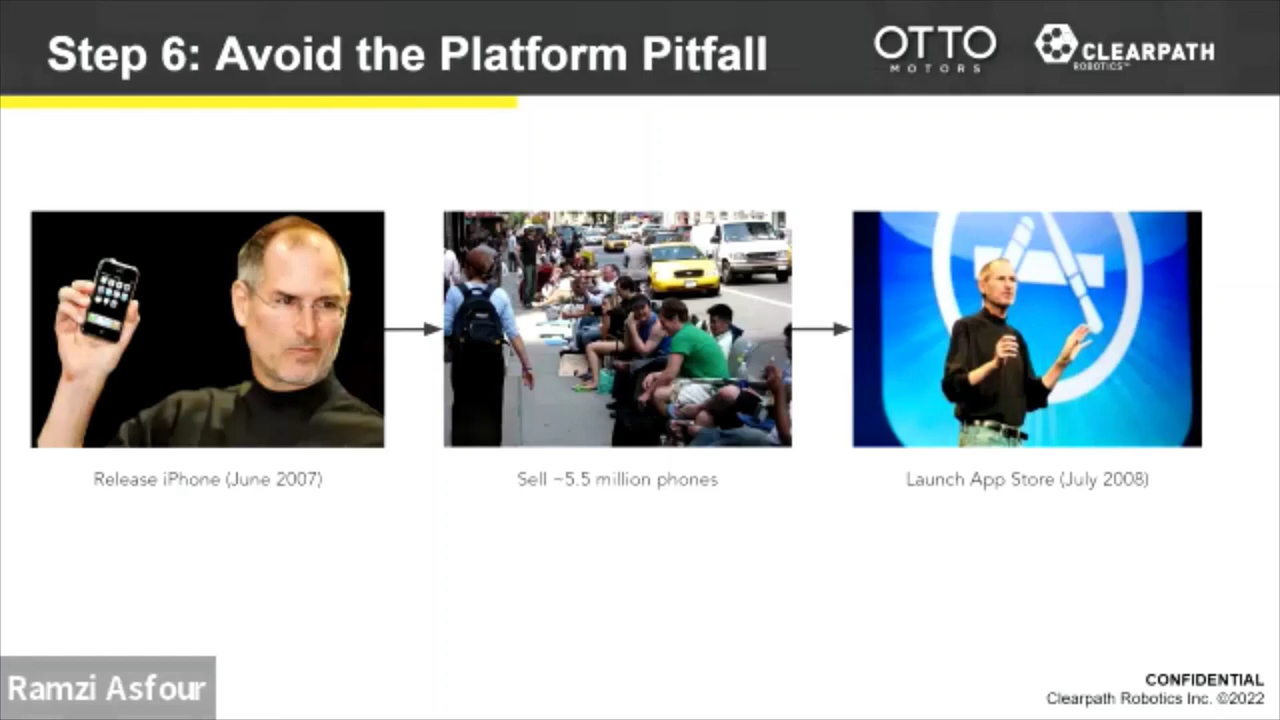 Step 6: Avoid the Platform Pitfall
OTTO
MOTORS
CLEARPATH
ROBOTICS™
Release iPhone (June 2007)
Sell ~5.5 million phones
Launch App Store (July 2008)
Ramzi Asfour
CONFIDENTIAL
Clearpath Robotics Inc. ©2022